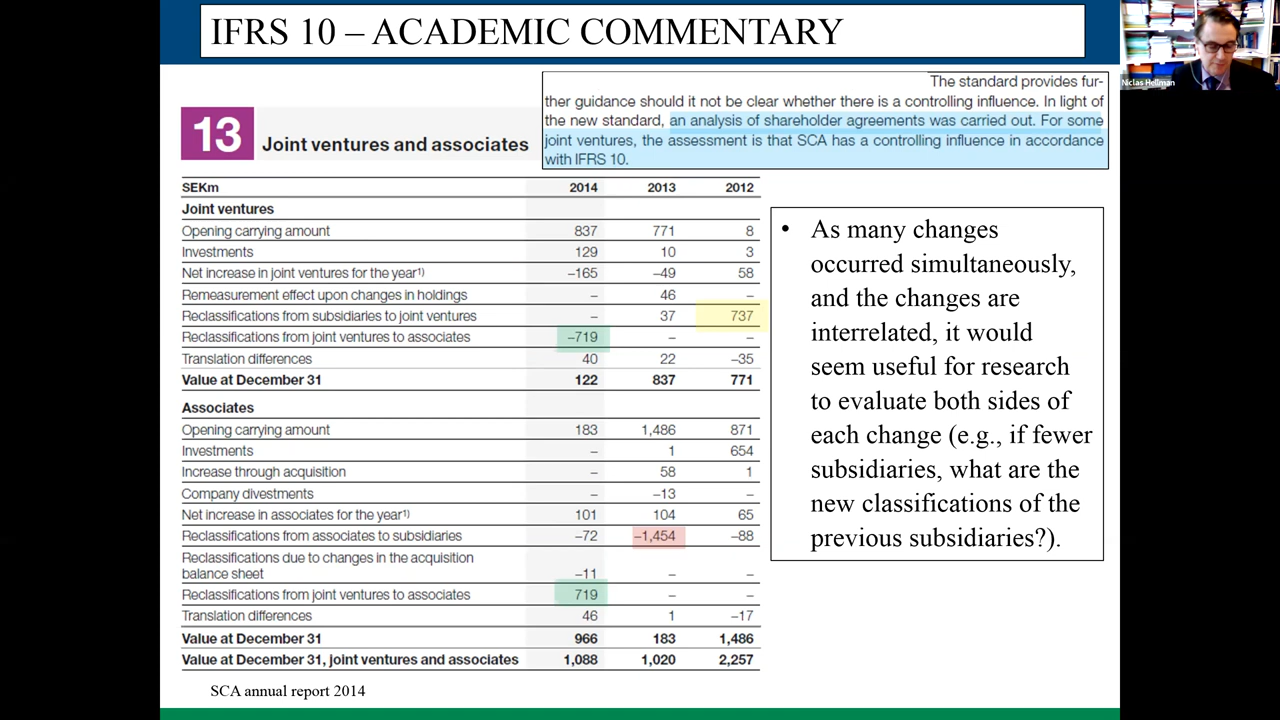 IFRS 10 – ACADEMIC COMMENTARY
Niclas Hellman
The standard provides fur-
ther guidance should it not be clear whether there is a controlling influence. In light of
the new standard, an analysis of shareholder agreements was carried out. For some
joint ventures, the assessment is that SCA has a controlling influence in accordance
with IFRS 10.
13 Joint ventures and associates
SEKm 2014 2013 2012
Joint ventures
Opening carrying amount 837 771 8
Investments 129 10 3
Net increase in joint ventures for the year¹⁾ –165 –49 58
Remeasurement effect upon changes in holdings – 46 –
Reclassifications from subsidiaries to joint ventures – 37 737
Reclassifications from joint ventures to associates –719 – –
Translation differences 40 22 –35
Value at December 31 122 837 771
Associates
Opening carrying amount 183 1,486 871
Investments – 1 654
Increase through acquisition – 58 1
Company divestments – –13 –
Net increase in associates for the year¹⁾ 101 104 65
Reclassifications from associates to subsidiaries –72 –1,454 –88
Reclassifications due to changes in the acquisition
balance sheet –11 – –
Reclassifications from joint ventures to associates 719 – –
Translation differences 46 1 –17
Value at December 31 966 183 1,486
Value at December 31, joint ventures and associates 1,088 1,020 2,257
SCA annual report 2014
• As many changes
occurred simultaneously,
and the changes are
interrelated, it would
seem useful for research
to evaluate both sides of
each change (e.g., if fewer
subsidiaries, what are the
new classifications of the
previous subsidiaries?).